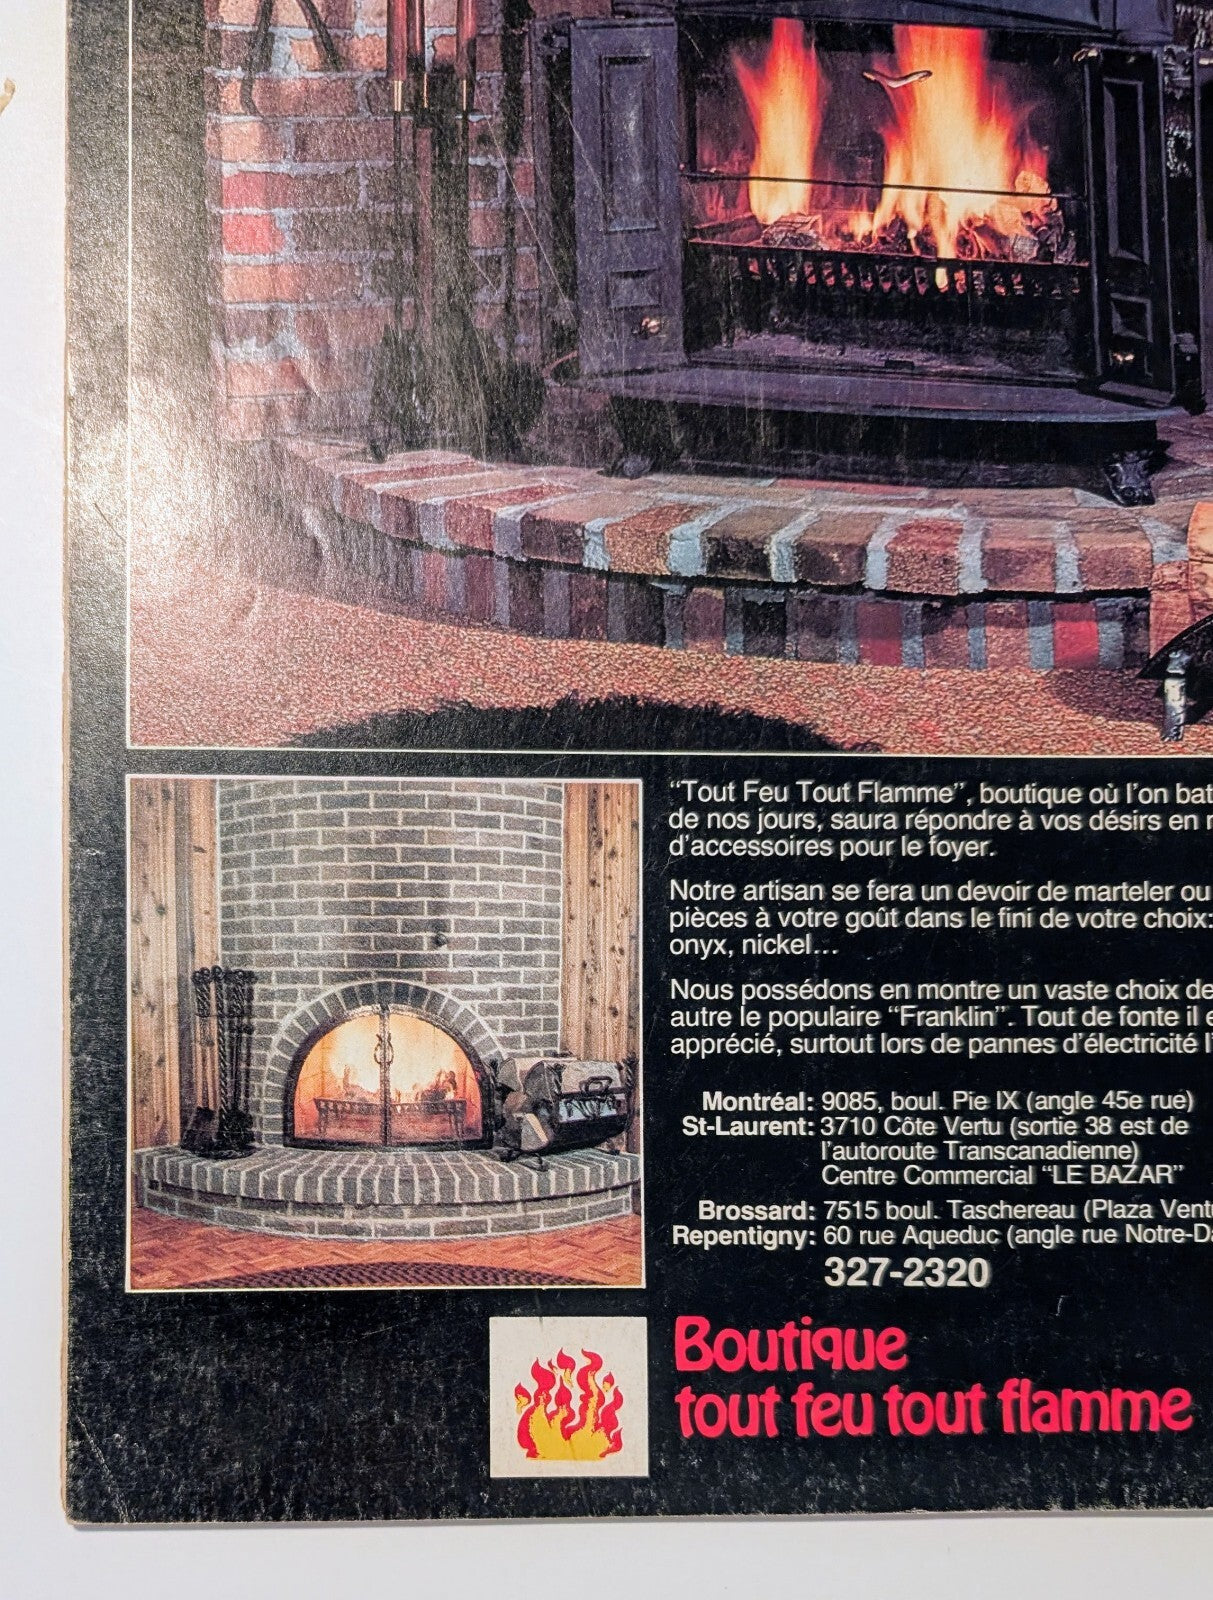 “Tout Feu Tout Flamme”, boutique où l’on bat
de nos jours, saura répondre à vos désirs en
d’accessoires pour le foyer.
Notre artisan se fera un devoir de marteler ou
pièces à votre goût dans le fini de votre choix:
onyx, nickel...
Nous possédons en montre un vaste choix de
autre le populaire “Franklin”. Tout de fonte il
apprécié, surtout lors de pannes d’électricité
Montréal: 9085, boul. Pie IX (angle 45e rue)
St-Laurent: 3710 Côte Vertu (sortie 38 est de
l’autoroute Transcanadienne)
Centre Commercial “LE BAZAR”
Brossard: 7515 boul. Taschereau (Plaza
Repentigny: 60 rue Aqueduc (angle rue
327-2320
Boutique
tout feu tout flamme